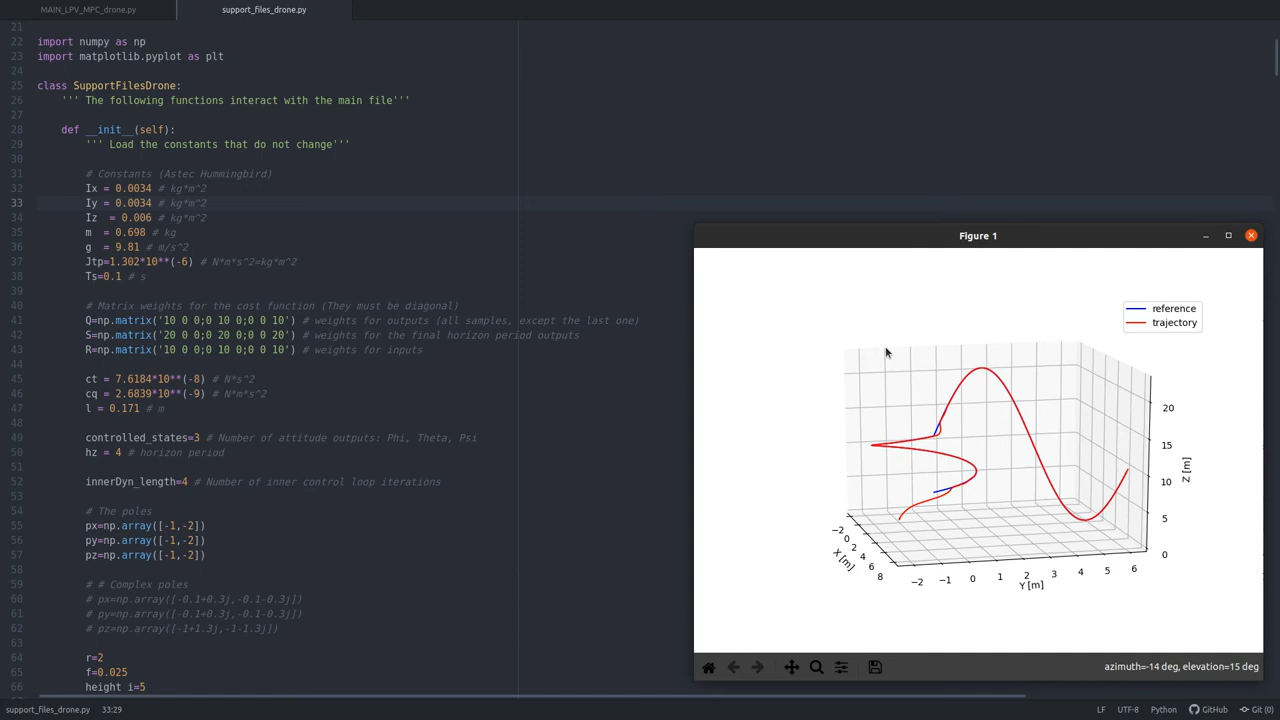 MAIN_LPV_MPC_drone.py
support_files_drone.py
21
22 import numpy as np
23 import matplotlib.pyplot as plt
24
25 class SupportFilesDrone:
26 ''' The following functions interact with the main file'''
27
28 def __init__(self):
29 ''' Load the constants that do not change'''
30
31 # Constants (Astec Hummingbird)
32 Ix = 0.0034 # kg*m^2
33 Iy = 0.0034 # kg*m^2
34 Iz  = 0.006 # kg*m^2
35 m  = 0.698 # kg
36 g  = 9.81 # m/s^2
37 Jtp=1.302*10**(-6) # N*m*s^2=kg*m^2
38 Ts=0.1 # s
39
40 # Matrix weights for the cost function (They must be diagonal)
41 Q=np.matrix('10 0 0;0 10 0;0 0 10') # weights for outputs (all samples, except the last one)
42 S=np.matrix('20 0 0;0 20 0;0 0 20') # weights for the final horizon period outputs
43 R=np.matrix('10 0 0;0 10 0;0 0 10') # weights for inputs
44
45 ct = 7.6184*10**(-8) # N*s^2
46 cq = 2.6839*10**(-9) # N*m*s^2
47 l = 0.171 # m
48
49 controlled_states=3 # Number of attitude outputs: Phi, Theta, Psi
50 hz = 4 # horizon period
51
52 innerDyn_length=4 # Number of inner control loop iterations
53
54 # The poles
55 px=np.array([-1,-2])
56 py=np.array([-1,-2])
57 pz=np.array([-1,-2])
58
59 # # Complex poles
60 # px=np.array([-0.1+0.3j,-0.1-0.3j])
61 # py=np.array([-0.1+0.3j,-0.1-0.3j])
62 # pz=np.array([-1+1.3j,-1-1.3j])
63
64 r=2
65 f=0.025
66 height_i=5
Figure 1
reference
trajectory
20
15
10
5
0
Z [m]
−2
0
2
4
6
8
X [m]
−2
−1
0
1
2
3
4
5
6
Y [m]
azimuth=-14 deg, elevation=15 deg
support_files_drone.py 33:29
LF UTF-8 Python GitHub Git (0)